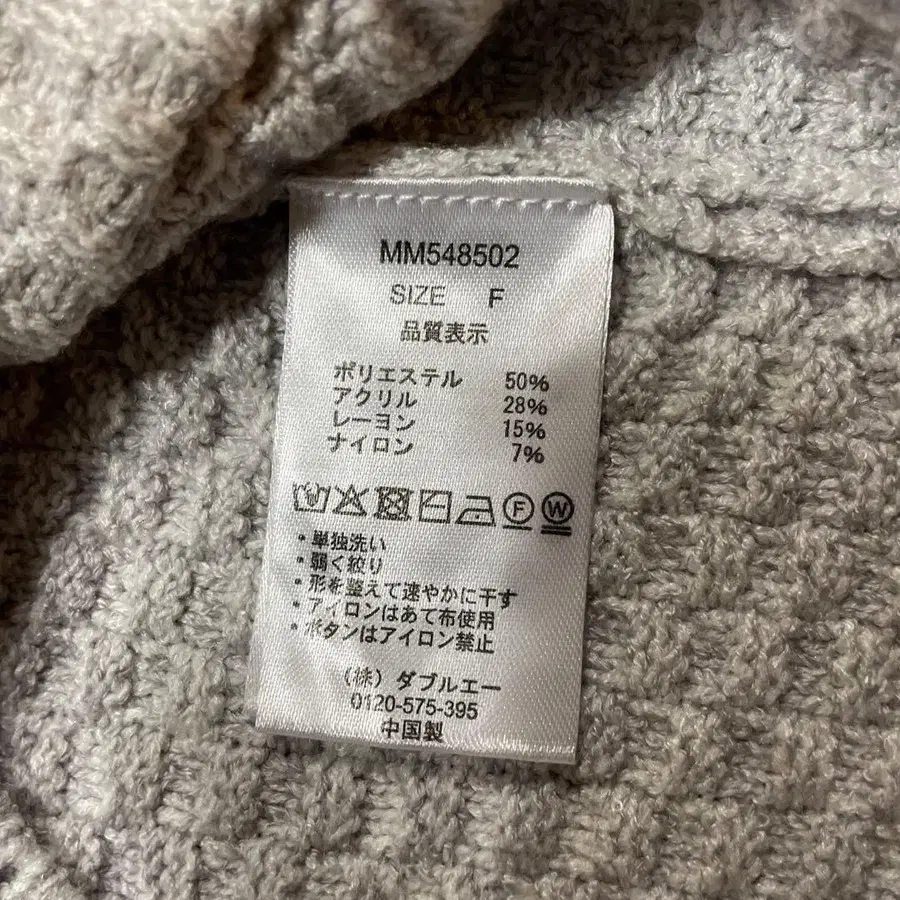 MM548502
SIZE F
品質表示
ポリエステル 50%
アクリル 28%
レーヨン 15%
ナイロン 7%
F W
・単独洗い
・弱く絞り
・形を整えて速やかに干す
・アイロンはあて布使用
・ボタンはアイロン禁止
(株) ダブルエー
0120-575-395
中国製